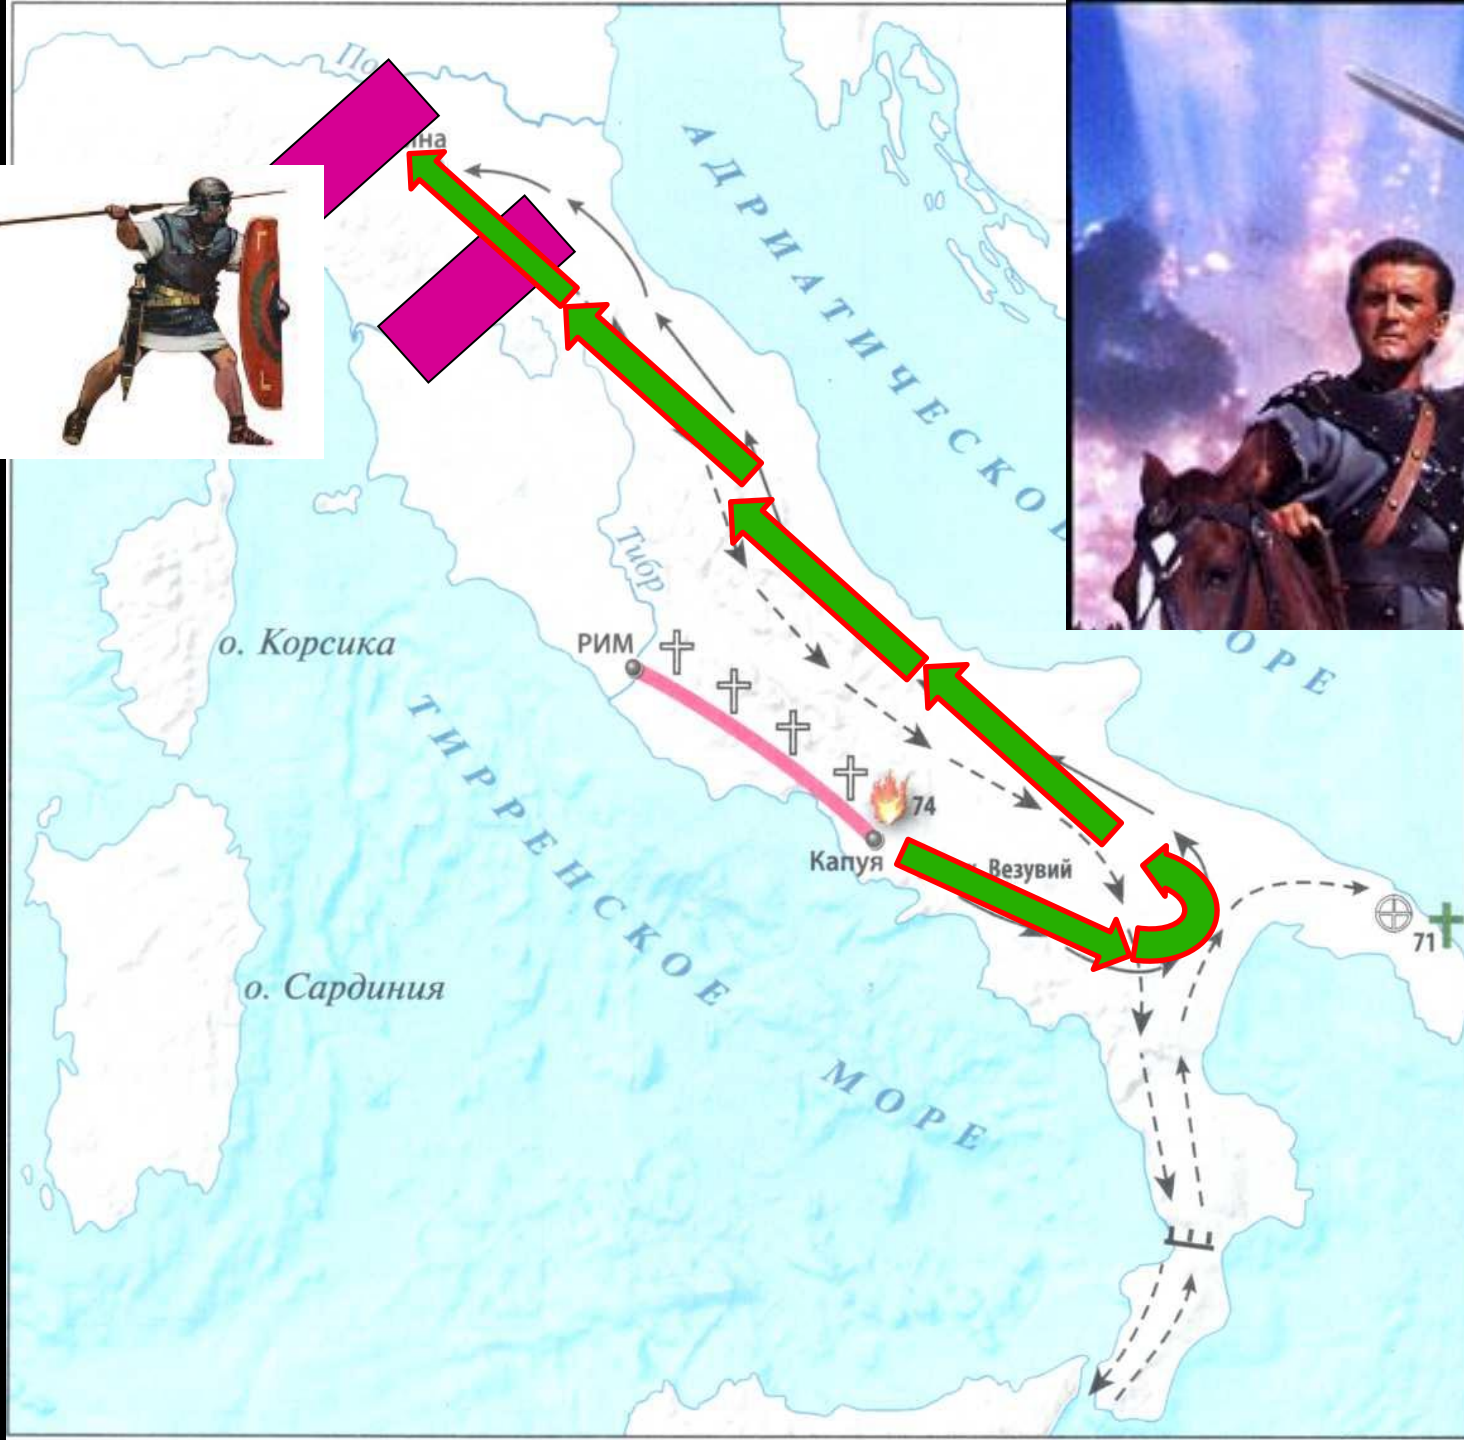 По
на
АДРИАТИЧЕСКОЕ
МОРЕ
Тибр
РИМ
о. Корсика
ТИРРЕНСКОЕ
МОРЕ
74
Капуя
Везувий
71
о. Сардиния